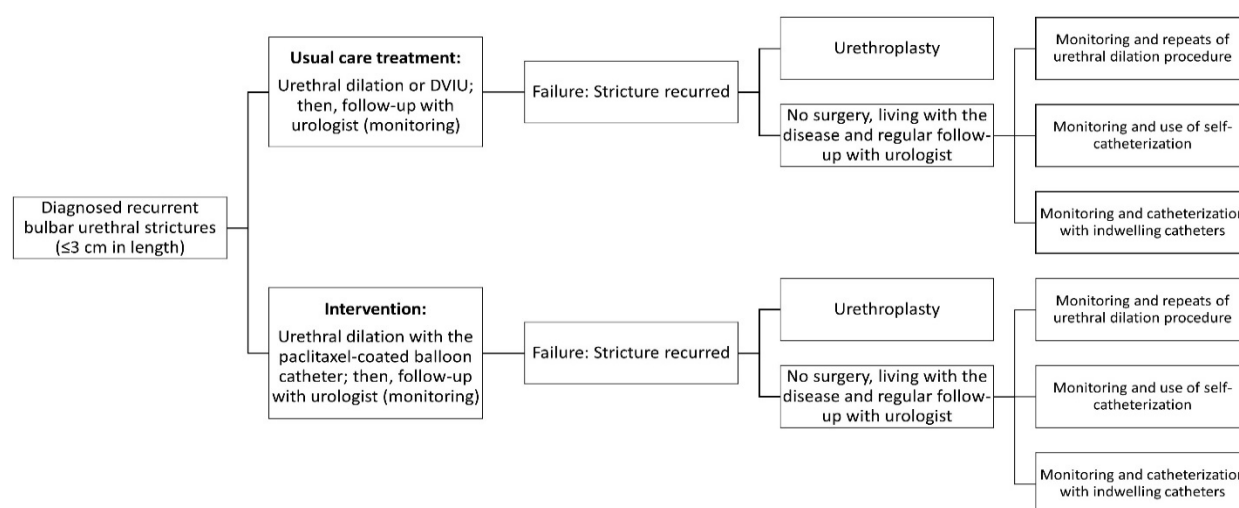 Diagnosed recurrent
bulbar urethral strictures
(≤3 cm in length)
Usual care treatment:
Urethral dilation or DVIU;
then, follow-up with
urologist (monitoring)
Failure: Stricture recurred
Urethroplasty
No surgery, living with the
disease and regular follow-
up with urologist
Monitoring and repeats of
urethral dilation procedure
Monitoring and use of self-
catheterization
Monitoring and catheterization
with indwelling catheters
Intervention:
Urethral dilation with the
paclitaxel-coated balloon
catheter; then, follow-up
with urologist (monitoring)
Failure: Stricture recurred
Urethroplasty
No surgery, living with the
disease and regular follow-
up with urologist
Monitoring and repeats of
urethral dilation procedure
Monitoring and use of self-
catheterization
Monitoring and catheterization
with indwelling catheters